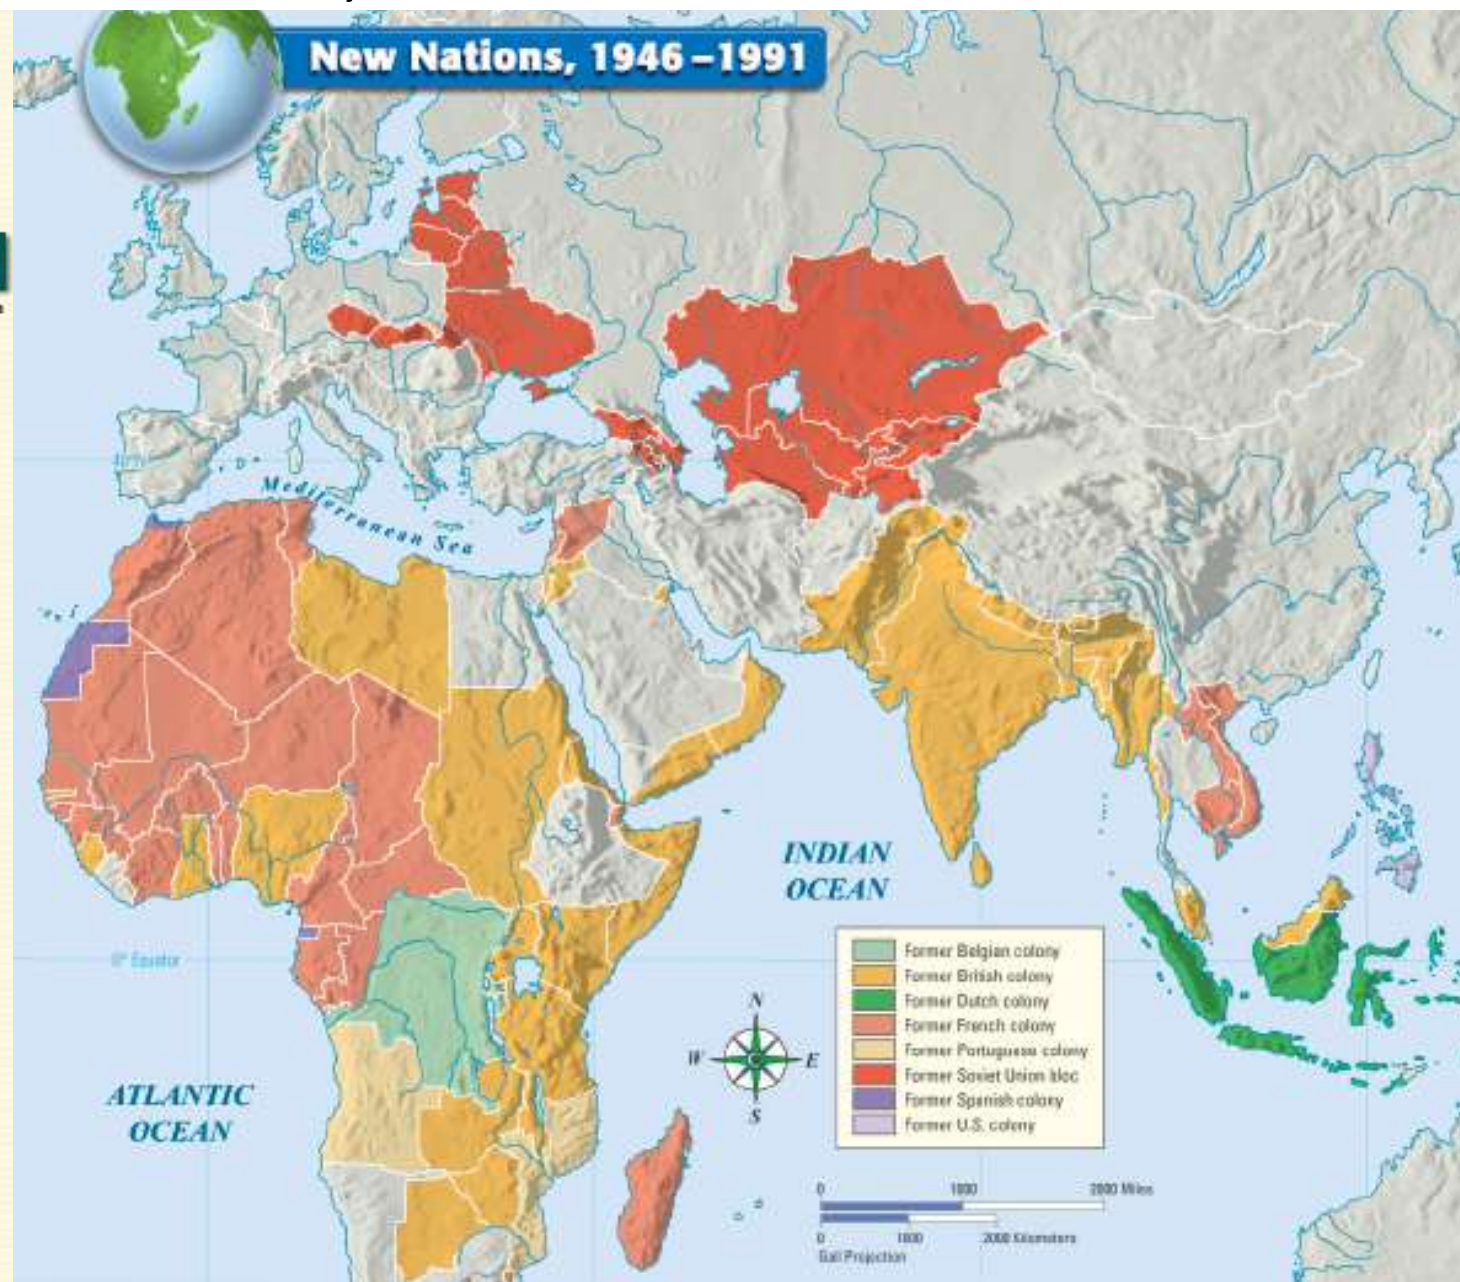 New Nations, 1946–1991
Mediterranean Sea
INDIAN
OCEAN
Former Belgian colony
Former British colony
Former Dutch colony
Former French colony
Former Portuguese colony
Former Soviet Union bloc
Former Spanish colony
Former U.S. colony
0° Equator
N
W E
S
ATLANTIC
OCEAN
0 1000 2000 Miles
0 1000 2000 Kilometers
Gall Projection